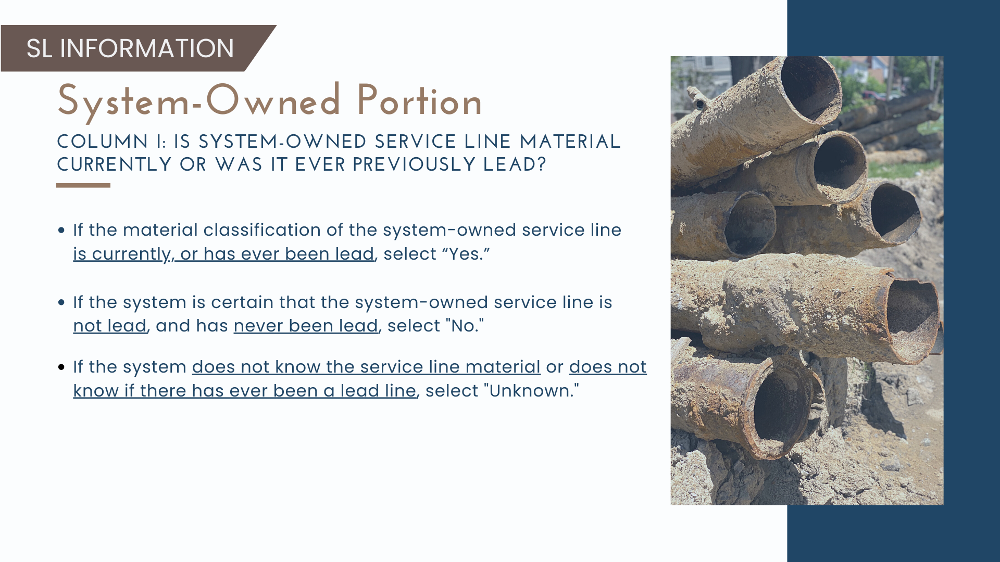 SL INFORMATION
System-Owned Portion
COLUMN I: IS SYSTEM-OWNED SERVICE LINE MATERIAL
CURRENTLY OR WAS IT EVER PREVIOUSLY LEAD?
• If the material classification of the system-owned service line
is currently, or has ever been lead, select “Yes.”
• If the system is certain that the system-owned service line is
not lead, and has never been lead, select "No."
• If the system does not know the service line material or does not
know if there has ever been a lead line, select "Unknown."